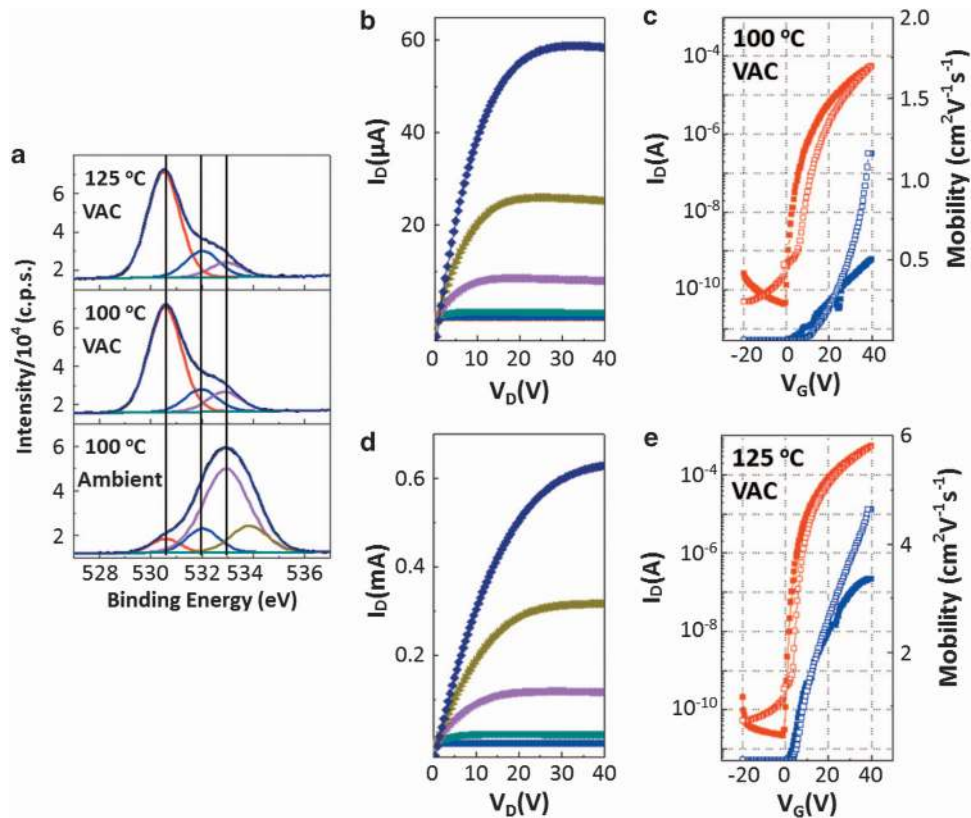 a
125 °C
VAC
6
4
2
100 °C
VAC
6
4
2
100 °C
Ambient
6
4
2
528 530 532 534 536
Binding Energy (eV)
Intensity/10⁴ (c.p.s.)
b
60
40
20
0 10 20 30 40
I_D(µA)
V_D(V)
c
100 °C
VAC
10⁻⁴
10⁻⁶
10⁻⁸
10⁻¹⁰
2.0
1.5
1.0
0.5
-20 0 20 40
I_D(A)
V_G(V)
Mobility (cm²V⁻¹s⁻¹)
d
0.6
0.4
0.2
0 10 20 30 40
I_D(mA)
V_D(V)
e
125 °C
VAC
10⁻⁴
10⁻⁶
10⁻⁸
10⁻¹⁰
6
4
2
-20 0 20 40
I_D(A)
V_G(V)
Mobility (cm²V⁻¹s⁻¹)